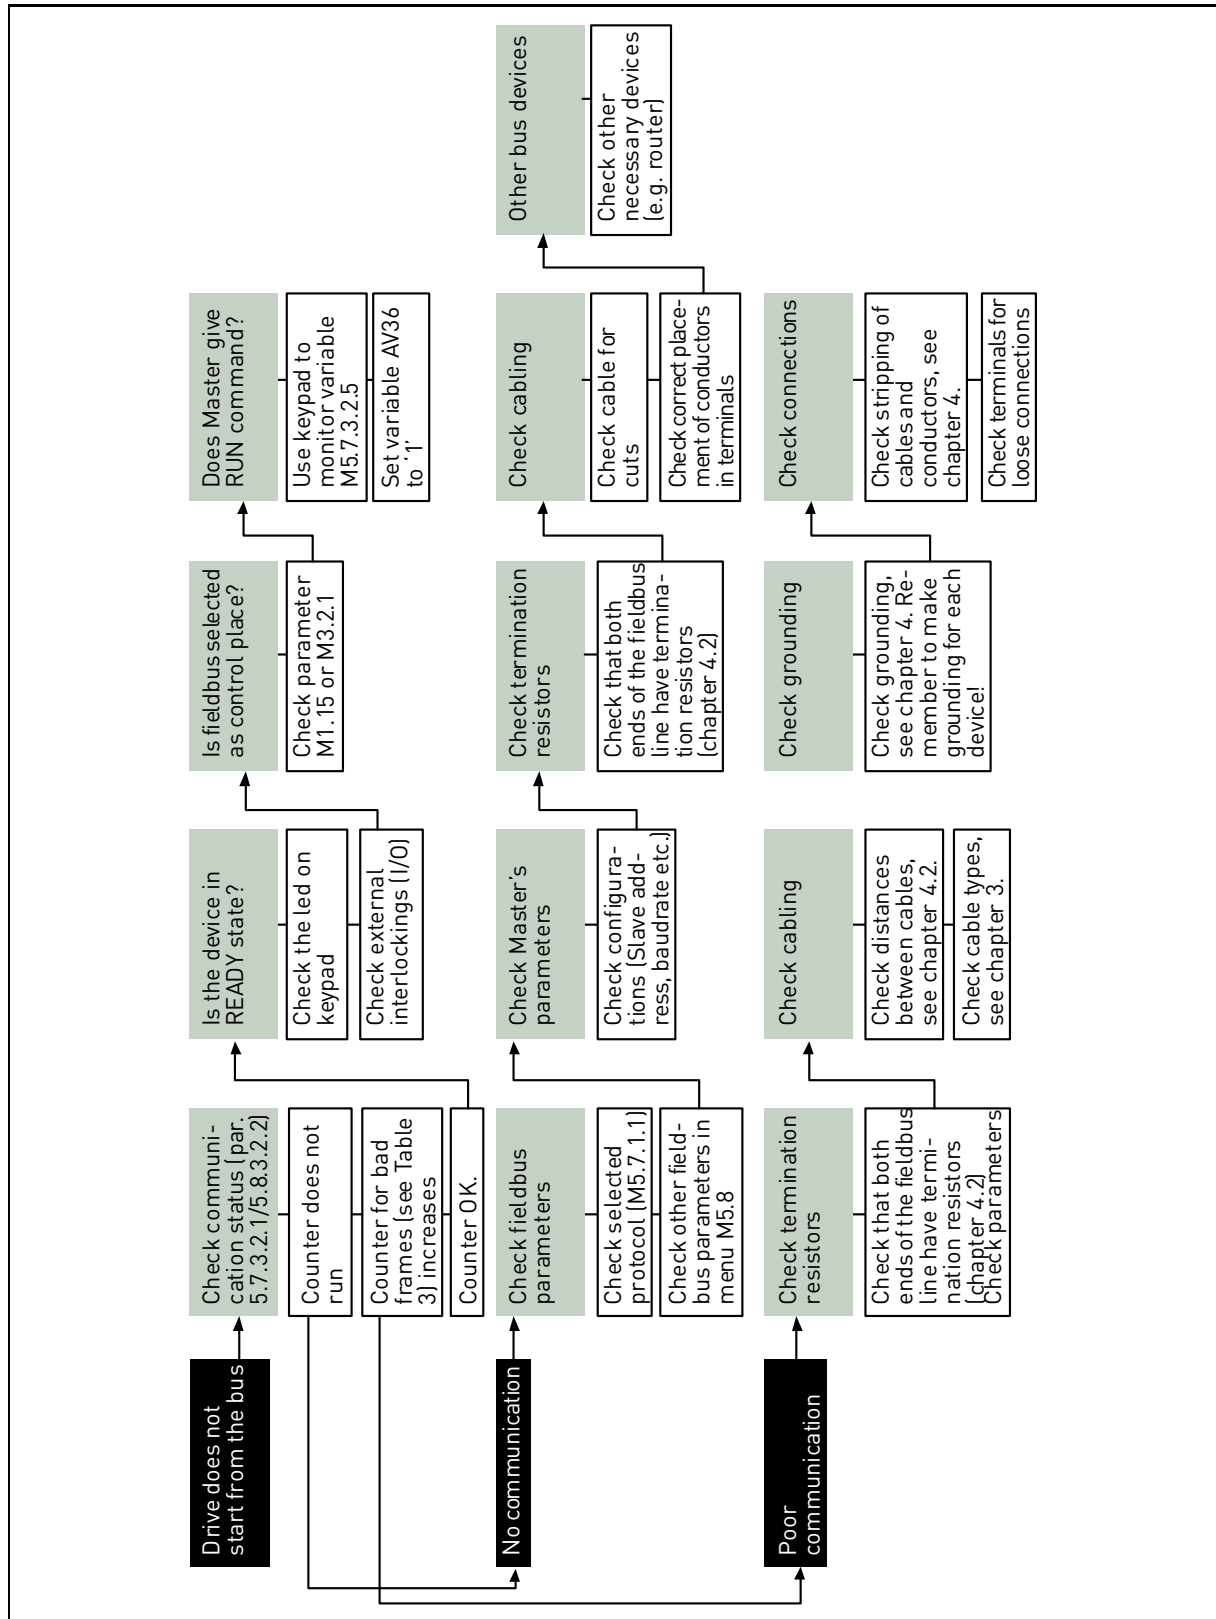 Drive does not
start from the bus
Check communi-
cation status (par.
5.7.3.2.1/5.8.3.2.2)
Counter does not
run
Counter for bad
frames (see Table
3) increases
Counter OK.
Is the device in
READY state?
Check the led on
keypad
Check external
interlockings (I/O)
Is fieldbus selected
as control place?
Check parameter
M1.15 or M3.2.1
Does Master give
RUN command?
Use keypad to
monitor variable
M5.7.3.2.5
Set variable AV36
to ‘1’
No communication
Check fieldbus
parameters
Check selected
protocol (M5.7.1.1)
Check other field-
bus parameters in
menu M5.8
Check Master's
parameters
Check configura-
tions (Slave add-
ress, baudrate etc.)
Check termination
resistors
Check that both
ends of the fieldbus
line have termina-
tion resistors
(chapter 4.2)
Check cabling
Check cable for
cuts
Check correct place-
ment of conductors
in terminals
Other bus devices
Check other
necessary devices
(e.g. router)
Poor
communication
Check termination
resistors
Check that both
ends of the fieldbus
line have termi-
nation resistors
(chapter 4.2)
Check parameters
Check cabling
Check distances
between cables,
see chapter 4.2.
Check cable types,
see chapter 3.
Check grounding
Check grounding,
see chapter 4. Re-
member to make
grounding for each
device!
Check connections
Check stripping of
cables and
conductors, see
chapter 4.
Check terminals for
loose connections